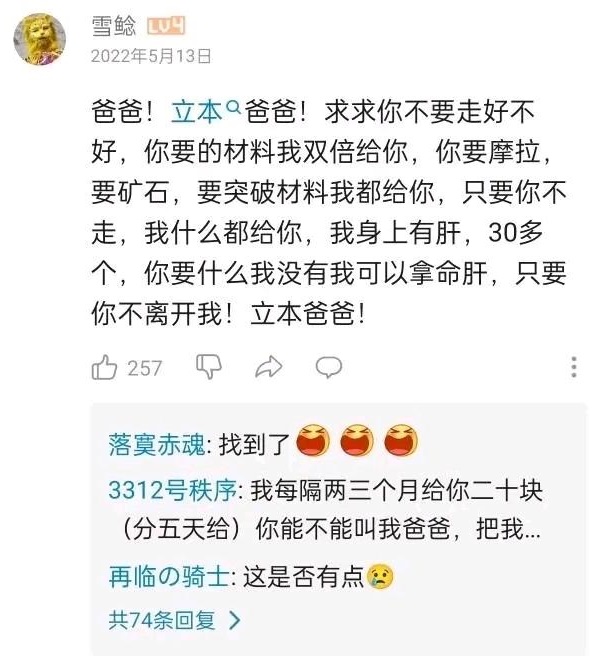 雪鲶 LV4
2022年5月13日
爸爸！立本爸爸！求求你不要走好不
好，你要的材料我双倍给你，你要摩拉，
要矿石，要突破材料我都给你，只要你不
走，我什么都给你，我身上有肝，30多
个，你要什么我没有我可以拿命肝，只要
你不离开我！立本爸爸！
257
落寞赤魂: 找到了
3312号秩序: 我每隔两三个月给你二十块
（分五天给）你能不能叫我爸爸，把我...
再临の骑士: 这是否有点
共74条回复